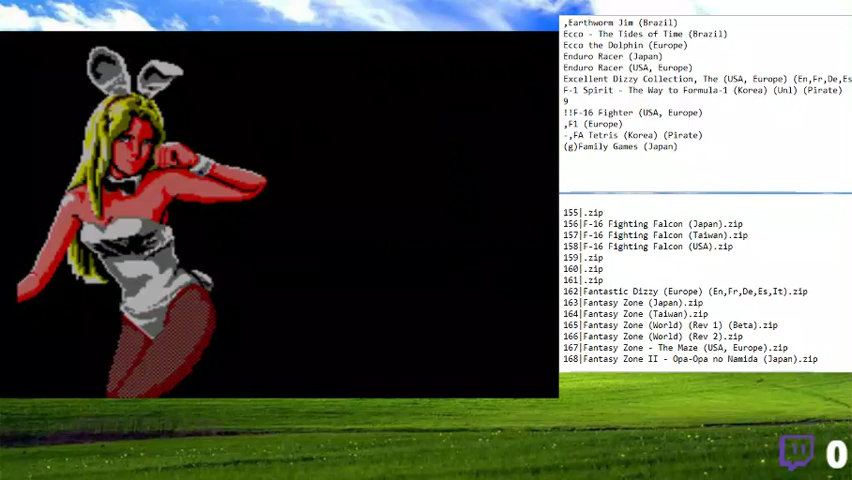 ,Earthworm Jim (Brazil)
Ecco - The Tides of Time (Brazil)
Ecco the Dolphin (Europe)
Enduro Racer (Japan)
Enduro Racer (USA, Europe)
Excellent Dizzy Collection, The (USA, Europe) (En,Fr,De,Es
F-1 Spirit - The Way to Formula-1 (Korea) (Unl) (Pirate)
9
!!F-16 Fighter (USA, Europe)
,F1 (Europe)
-,FA Tetris (Korea) (Pirate)
(g)Family Games (Japan)
155|.zip
156|F-16 Fighting Falcon (Japan).zip
157|F-16 Fighting Falcon (Taiwan).zip
158|F-16 Fighting Falcon (USA).zip
159|.zip
160|.zip
161|.zip
162|Fantastic Dizzy (Europe) (En,Fr,De,Es,It).zip
163|Fantasy Zone (Japan).zip
164|Fantasy Zone (Taiwan).zip
165|Fantasy Zone (World) (Rev 1) (Beta).zip
166|Fantasy Zone (World) (Rev 2).zip
167|Fantasy Zone - The Maze (USA, Europe).zip
168|Fantasy Zone II - Opa-Opa no Namida (Japan).zip
0